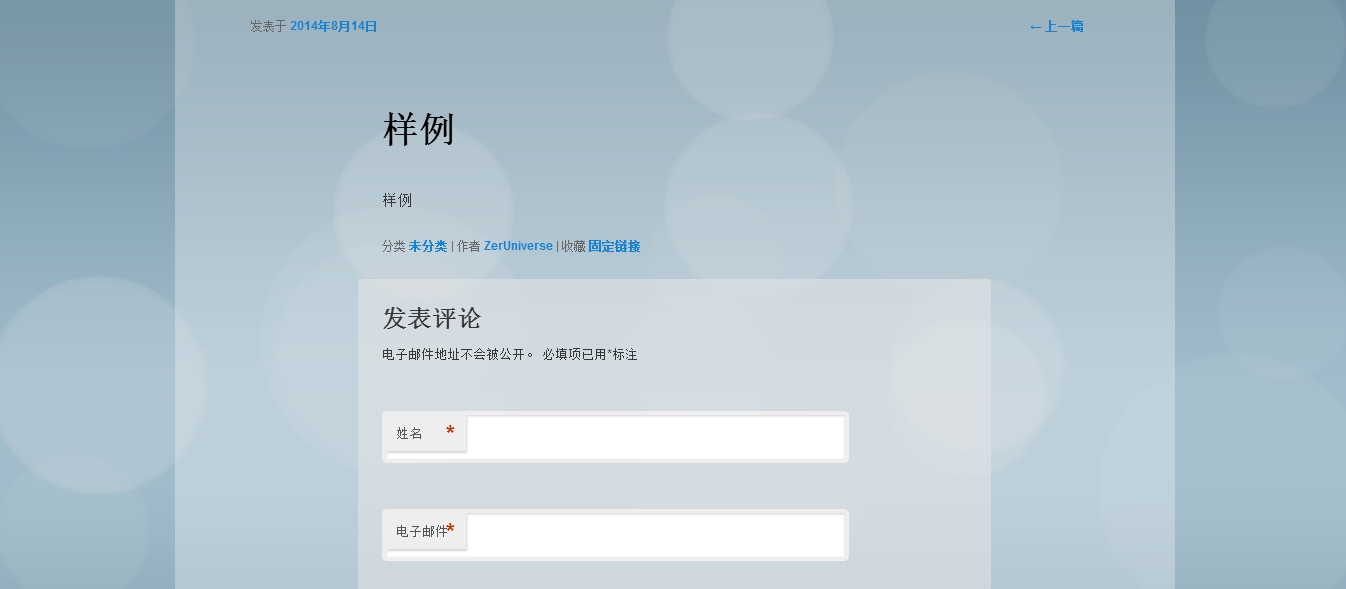 发表于 2014年8月14日 ←上一篇
样例
样例
分类 未分类 | 作者 ZerUniverse | 收藏 固定链接
发表评论
电子邮件地址不会被公开。 必填项已用*标注
姓名 *
电子邮件*